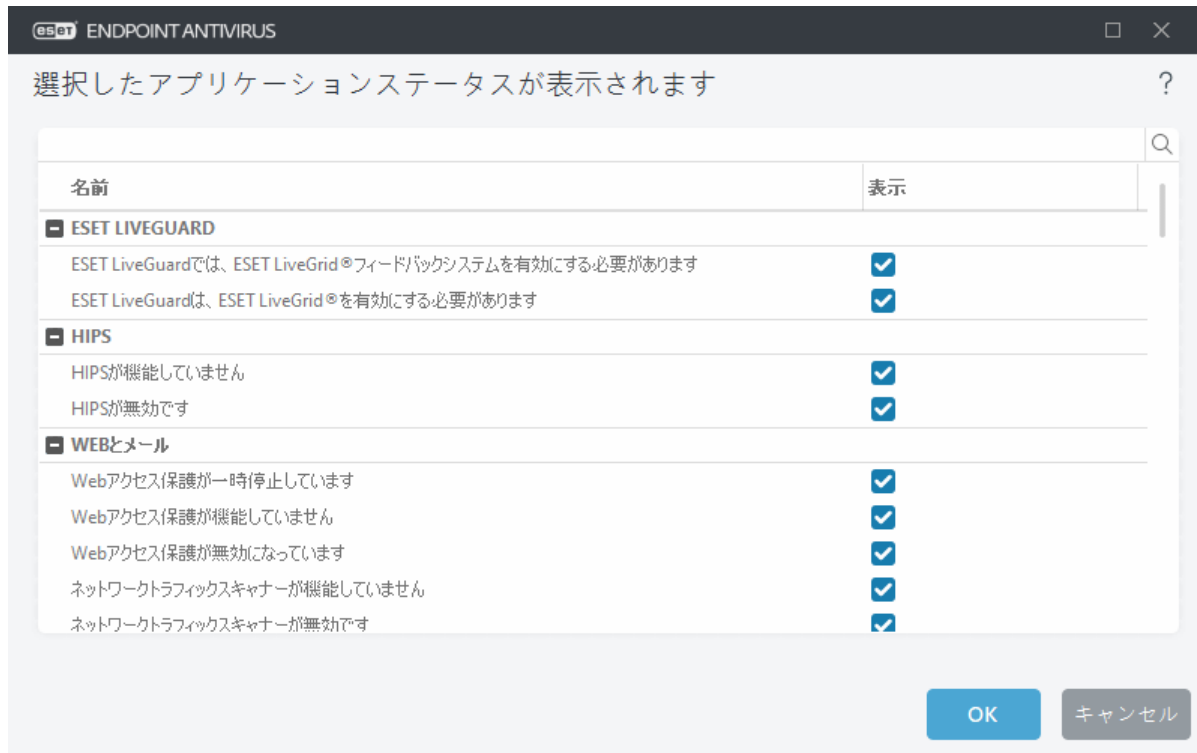 eset ENDPOINT ANTIVIRUS
選択したアプリケーションステータスが表示されます ?
名前 表示
ESET LIVEGUARD
ESET LiveGuardでは、ESET LiveGrid®フィードバックシステムを有効にする必要があります
ESET LiveGuardは、ESET LiveGrid®を有効にする必要があります
HIPS
HIPSが機能していません
HIPSが無効です
WEBとメール
Webアクセス保護が一時停止しています
Webアクセス保護が機能していません
Webアクセス保護が無効になっています
ネットワークトラフィックスキャナーが機能していません
ネットワークトラフィックスキャナーが無効です
OK キャンセル